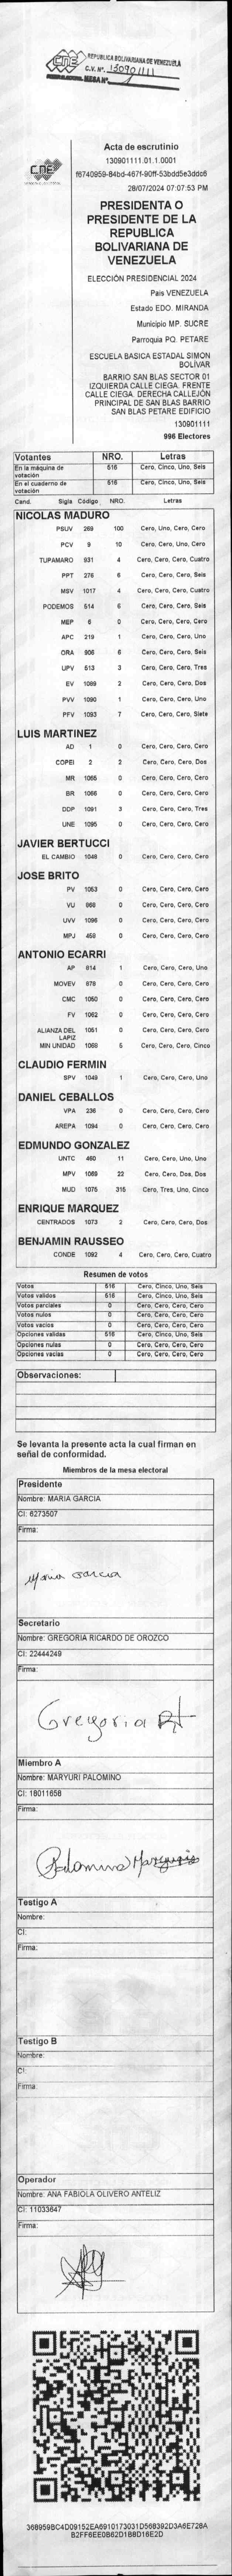 CNE
REPUBLICA BOLIVARIANA DE VENEZUELA
C.V. N°. 130901111
MESA N°.
CNE
Acta de escrutinio
130901111.01.1.0001
f6740959-84bd-467f-90ff-53bdd5e3ddc6
28/07/2024 07:07:53 PM
PRESIDENTA O
PRESIDENTE DE LA
REPUBLICA
BOLIVARIANA DE
VENEZUELA
ELECCIÓN PRESIDENCIAL 2024
Pais VENEZUELA
Estado EDO. MIRANDA
Municipio MP. SUCRE
Parroquia PQ. PETARE
ESCUELA BASICA ESTADAL SIMON
BOLIVAR
BARRIO SAN BLAS SECTOR 01
IZQUIERDA CALLE CIEGA. FRENTE
CALLE CIEGA. DERECHA CALLEJÓN
PRINCIPAL DE SAN BLAS BARRIO
SAN BLAS PETARE EDIFICIO
130901111
996 Electores
Votantes NRO. Letras
En la máquina de votación 516 Cero, Cinco, Uno, Seis
En el cuaderno de votación 516 Cero, Cinco, Uno, Seis
Cand. Sigla Código NRO. Letras
NICOLAS MADURO
PSUV 269 100 Cero, Uno, Cero, Cero
PCV 9 10 Cero, Cero, Uno, Cero
TUPAMARO 931 4 Cero, Cero, Cero, Cuatro
PPT 276 6 Cero, Cero, Cero, Seis
MSV 1017 4 Cero, Cero, Cero, Cuatro
PODEMOS 514 6 Cero, Cero, Cero, Seis
MEP 6 0 Cero, Cero, Cero, Cero
APC 219 1 Cero, Cero, Cero, Uno
ORA 906 6 Cero, Cero, Cero, Seis
UPV 513 3 Cero, Cero, Cero, Tres
EV 1089 2 Cero, Cero, Cero, Dos
PVV 1090 1 Cero, Cero, Cero, Uno
PFV 1093 7 Cero, Cero, Cero, Siete
LUIS MARTINEZ
AD 1 0 Cero, Cero, Cero, Cero
COPEI 2 2 Cero, Cero, Cero, Dos
MR 1065 0 Cero, Cero, Cero, Cero
BR 1066 0 Cero, Cero, Cero, Cero
DDP 1091 3 Cero, Cero, Cero, Tres
UNE 1095 0 Cero, Cero, Cero, Cero
JAVIER BERTUCCI
EL CAMBIO 1048 0 Cero, Cero, Cero, Cero
JOSE BRITO
PV 1053 0 Cero, Cero, Cero, Cero
VU 868 0 Cero, Cero, Cero, Cero
UVV 1096 0 Cero, Cero, Cero, Cero
MPJ 458 0 Cero, Cero, Cero, Cero
ANTONIO ECARRI
AP 814 1 Cero, Cero, Cero, Uno
MOVEV 878 0 Cero, Cero, Cero, Cero
CMC 1050 0 Cero, Cero, Cero, Cero
FV 1062 0 Cero, Cero, Cero, Cero
ALIANZA DEL LAPIZ 1061 0 Cero, Cero, Cero, Cero
MIN UNIDAD 1068 5 Cero, Cero, Cero, Cinco
CLAUDIO FERMIN
SPV 1049 1 Cero, Cero, Cero, Uno
DANIEL CEBALLOS
VPA 236 0 Cero, Cero, Cero, Cero
AREPA 1094 0 Cero, Cero, Cero, Cero
EDMUNDO GONZALEZ
UNTC 460 11 Cero, Cero, Uno, Uno
MPV 1069 22 Cero, Cero, Dos, Dos
MUD 1075 315 Cero, Tres, Uno, Cinco
ENRIQUE MARQUEZ
CENTRADOS 1073 2 Cero, Cero, Cero, Dos
BENJAMIN RAUSSEO
CONDE 1092 4 Cero, Cero, Cero, Cuatro
Resumen de votos
Votos 516 Cero, Cinco, Uno, Seis
Votos validos 516 Cero, Cinco, Uno, Seis
Votos parciales 0 Cero, Cero, Cero, Cero
Votos nulos 0 Cero, Cero, Cero, Cero
Votos vacios 0 Cero, Cero, Cero, Cero
Opciones validas 516 Cero, Cinco, Uno, Seis
Opciones nulas 0 Cero, Cero, Cero, Cero
Opciones vacias 0 Cero, Cero, Cero, Cero
Observaciones:
Se levanta la presente acta la cual firman en
señal de conformidad.
Miembros de la mesa electoral
Presidente
Nombre: MARIA GARCIA
CI: 6273507
Firma:
Maria Garcia
Secretario
Nombre: GREGORIA RICARDO DE OROZCO
CI: 22444249
Firma:
Gregoria
Miembro A
Nombre: MARYURI PALOMINO
CI: 18011658
Firma:
Palomino Maryuris
Testigo A
Nombre:
CI:
Firma:
Testigo B
Nombre:
CI:
Firma:
Operador
Nombre: ANA FABIOLA OLIVERO ANTELIZ
CI: 11033647
Firma:
368959BC4D09152EA6910173031D568392D3A6E728A
B2FF6EE0B62D1B8D16E2D